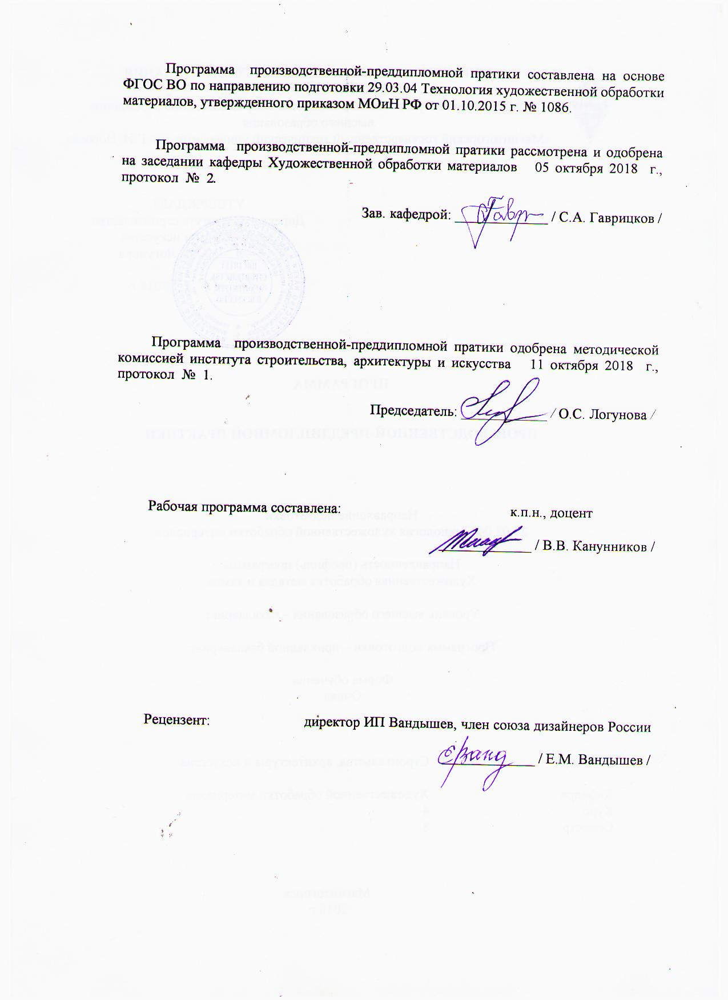 Программа производственной-преддипломной пратики составлена на основе
ФГОС ВО по направлению подготовки 29.03.04 Технология художественной обработки
материалов, утвержденного приказом МОиН РФ от 01.10.2015 г. № 1086.
Программа производственной-преддипломной пратики рассмотрена и одобрена
на заседании кафедры Художественной обработки материалов 05 октября 2018 г.,
протокол № 2.
Зав. кафедрой: / С.А. Гаврицков /
Программа производственной-преддипломной пратики одобрена методической
комиссией института строительства, архитектуры и искусства 11 октября 2018 г.,
протокол № 1.
Председатель: / О.С. Логунова /
Рабочая программа составлена: к.п.н., доцент
/ В.В. Канунников /
Рецензент: директор ИП Вандышев, член союза дизайнеров России
/ Е.М. Вандышев /